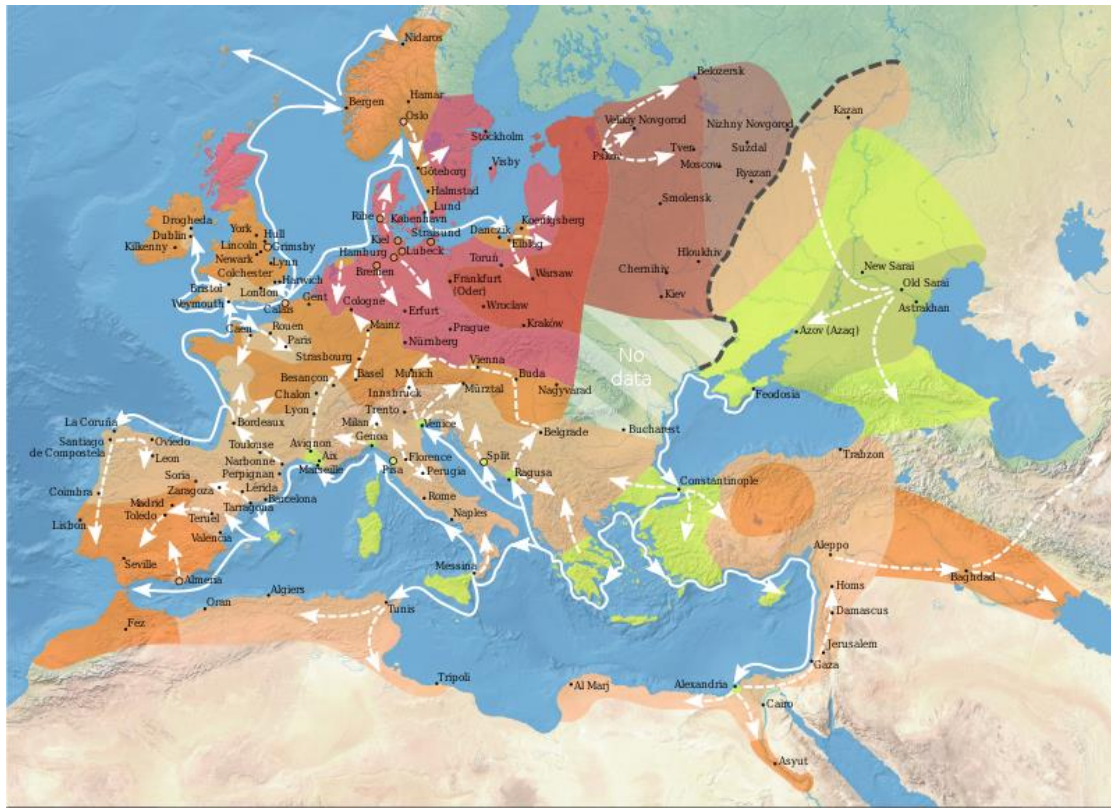 Nidaros
Belozersk
Hamar
Bergen
Kazan
Oslo
Velikiy Novgorod
Nizhny Novgorod
Stockholm
Pskov
Tver
Suzdal
Visby
Moscow
Göteborg
Ryazan
Halmstad
Smolensk
Lund
Ribe
København
Koenigsberg
Drogheda
York
Dublin
Hull
Kiel
Stralsund
Danczik
Kilkenny
Lincoln
Grimsby
Hamburg
Lubeck
Elbląg
Newark
Lynn
Bremen
Toruń
Hloukhiv
Colchester
Frankfurt
(Oder)
Warsaw
Chernihiv
New Sarai
Bristol
London
Harwich
Old Sarai
Weymouth
Gent
Cologne
Erfurt
Wroclaw
Kiev
Calais
Astrakhan
Caen
Rouen
Mainz
Prague
Kraków
Azov (Azaq)
Paris
Nürnberg
Strasbourg
Vienna
No
data
Besançon
Basel
Munich
Buda
Chalon
Innsbruck
Mürztal
Nagyvarad
Feodosia
Lyon
Trento
La Coruña
Bordeaux
Milan
Venice
Belgrade
Bucharest
Santiago
de Compostela
Oviedo
Toulouse
Avignon
Genoa
Leon
Aix
Florence
Split
Trabzon
Narbonne
Marseille
Pisa
Soria
Perpignan
Perugia
Ragusa
Constantinople
Coimbra
Zaragoza
Lérida
Madrid
Barcelona
Rome
Toledo
Tarragona
Lisbon
Teruel
Naples
Valencia
Aleppo
Seville
Messina
Almeria
Baghdad
Algiers
Homs
Oran
Tunis
Fez
Damascus
Jerusalem
Gaza
Tripoli
Al Marj
Alexandria
Cairo
Asyut